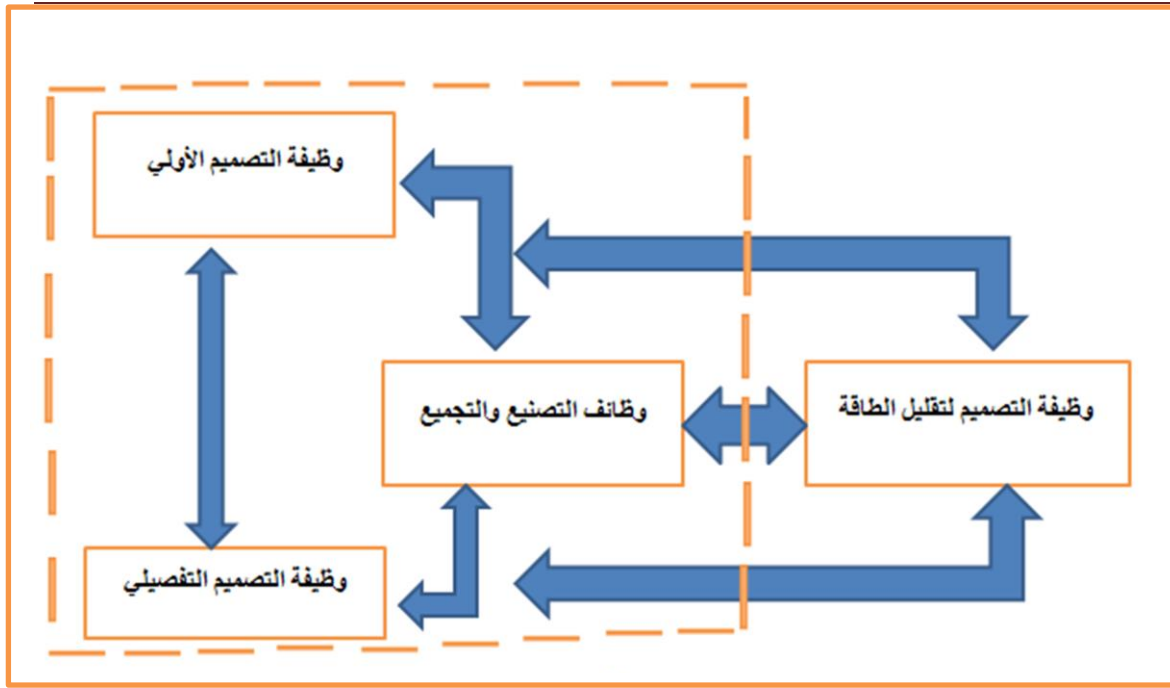 وظيفة التصميم الأولي
وظائف التصنيع والتجميع
وظيفة التصميم لتقليل الطاقة
وظيفة التصميم التفصيلي